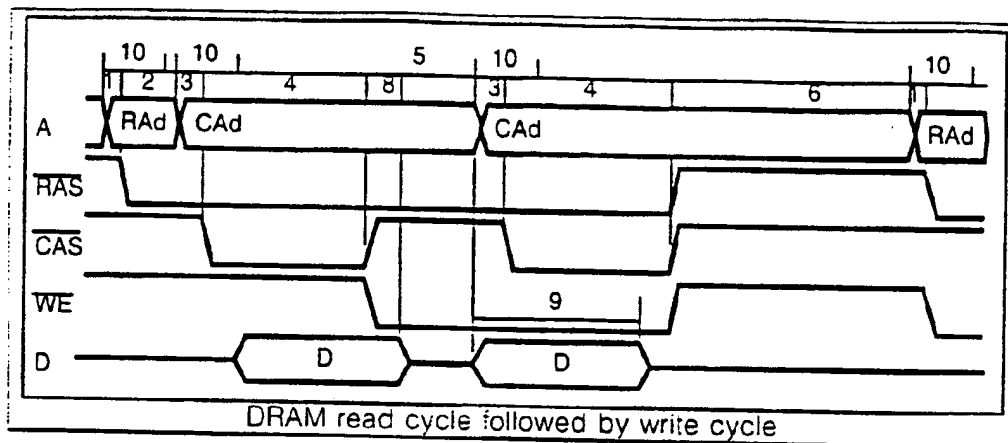 10 10 5 10 10
1 2 3 4 8 3 4 6 1
A RAd CAd CAd RAd
RAS
CAS
WE 9
D D D
DRAM read cycle followed by write cycle